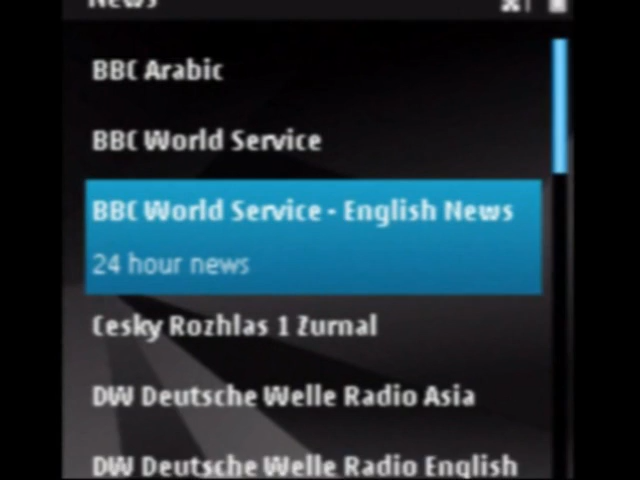 News
BBC Arabic
BBC World Service
BBC World Service - English News
24 hour news
Cesky Rozhlas 1 Zurnal
DW Deutsche Welle Radio Asia
DW Deutsche Welle Radio English